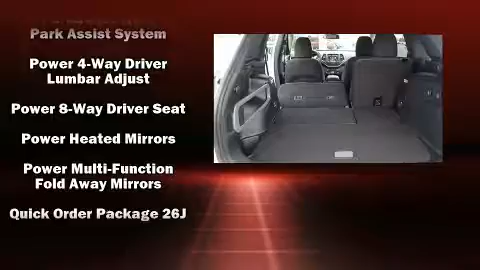 Park Assist System
Power 4-Way Driver
Lumbar Adjust
Power 8-Way Driver Seat
Power Heated Mirrors
Power Multi-Function
Fold Away Mirrors
Quick Order Package 26J